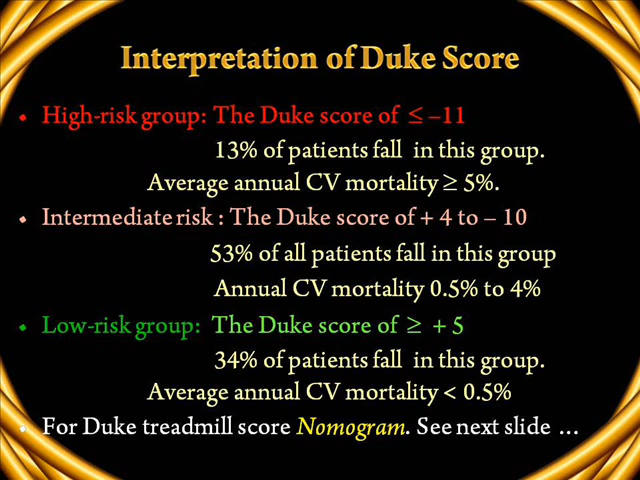 Interpretation of Duke Score
• High-risk group: The Duke score of ≤ –11
13% of patients fall in this group.
Average annual CV mortality ≥ 5%.
• Intermediate risk : The Duke score of + 4 to – 10
53% of all patients fall in this group
Annual CV mortality 0.5% to 4%
• Low-risk group: The Duke score of ≥ + 5
34% of patients fall in this group.
Average annual CV mortality < 0.5%
• For Duke treadmill score Nomogram. See next slide ...